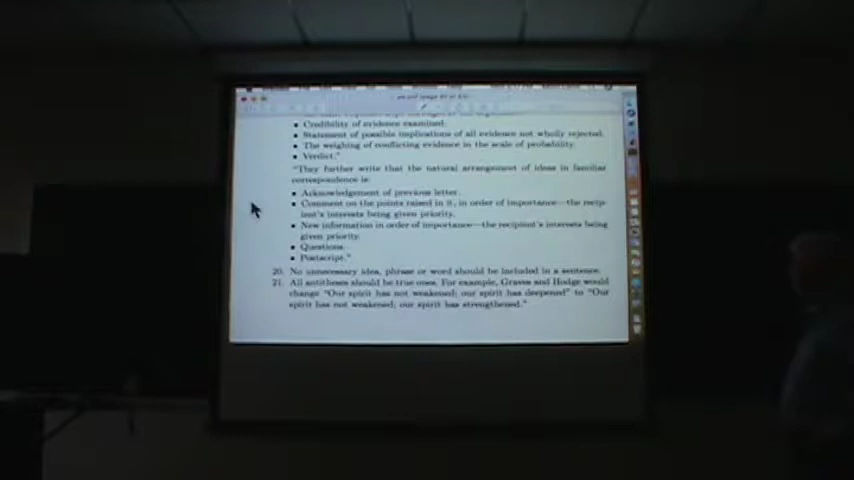 • Credibility of evidence examined.
• Statement of possible implications of all evidence not wholly rejected.
• The weighing of conflicting evidence in the scale of probability.
• Verdict."
"They further write that the natural arrangement of ideas in familiar
correspondence is:
• Acknowledgement of previous letter.
• Comment on the points raised in it, in order of importance—the recip-
ient's interests being given priority.
• New information in order of importance—the recipient's interests being
given priority.
• Questions.
• Postscript."
20. No unnecessary idea, phrase or word should be included in a sentence.
21. All antitheses should be true ones. For example, Graves and Hodge would
change "Our spirit has not weakened; our spirit has deepened" to "Our
spirit has not weakened; our spirit has strengthened."